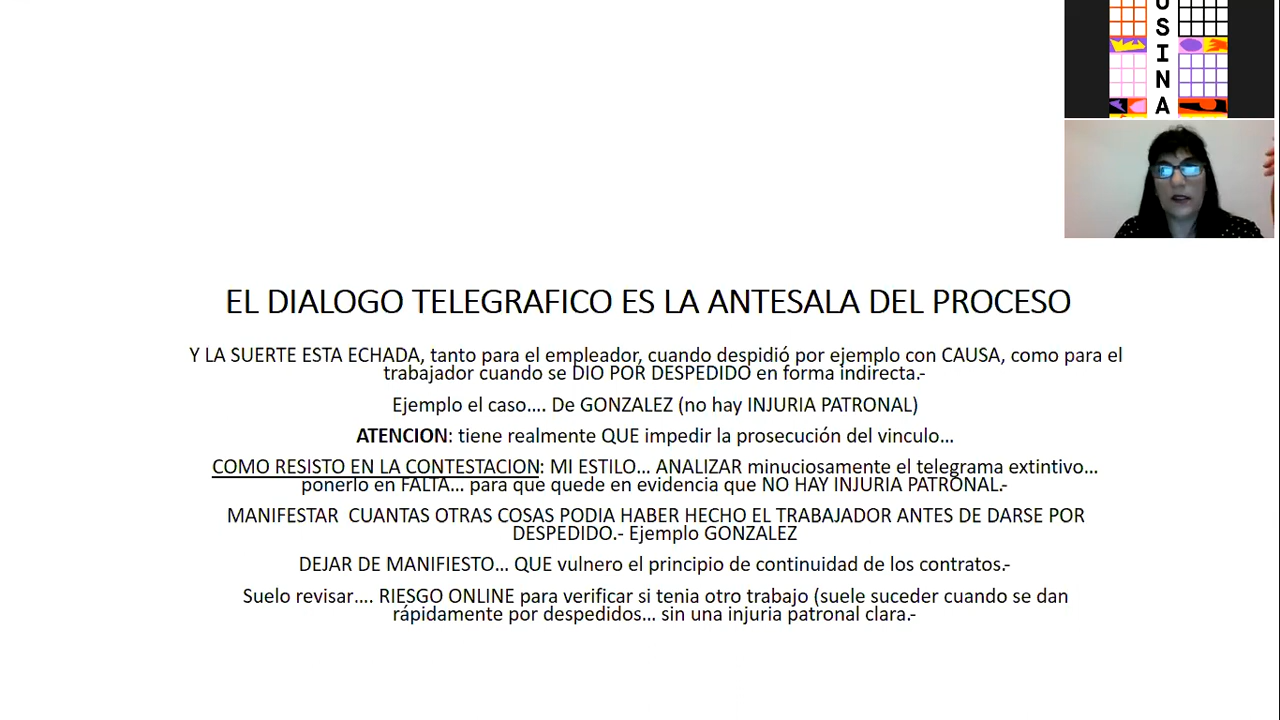 USINA
EL DIALOGO TELEGRAFICO ES LA ANTESALA DEL PROCESO
Y LA SUERTE ESTA ECHADA, tanto para el empleador, cuando despidió por ejemplo con CAUSA, como para el
trabajador cuando se DIO POR DESPEDIDO en forma indirecta.-
Ejemplo el caso.... De GONZALEZ (no hay INJURIA PATRONAL)
ATENCION: tiene realmente QUE impedir la prosecución del vinculo...
COMO RESISTO EN LA CONTESTACION: MI ESTILO... ANALIZAR minuciosamente el telegrama extintivo...
ponerlo en FALTA... para que quede en evidencia que NO HAY INJURIA PATRONAL.-
MANIFESTAR CUANTAS OTRAS COSAS PODIA HABER HECHO EL TRABAJADOR ANTES DE DARSE POR
DESPEDIDO.- Ejemplo GONZALEZ
DEJAR DE MANIFIESTO... QUE vulnero el principio de continuidad de los contratos.-
Suelo revisar.... RIESGO ONLINE para verificar si tenia otro trabajo (suele suceder cuando se dan
rápidamente por despedidos... sin una injuria patronal clara.-